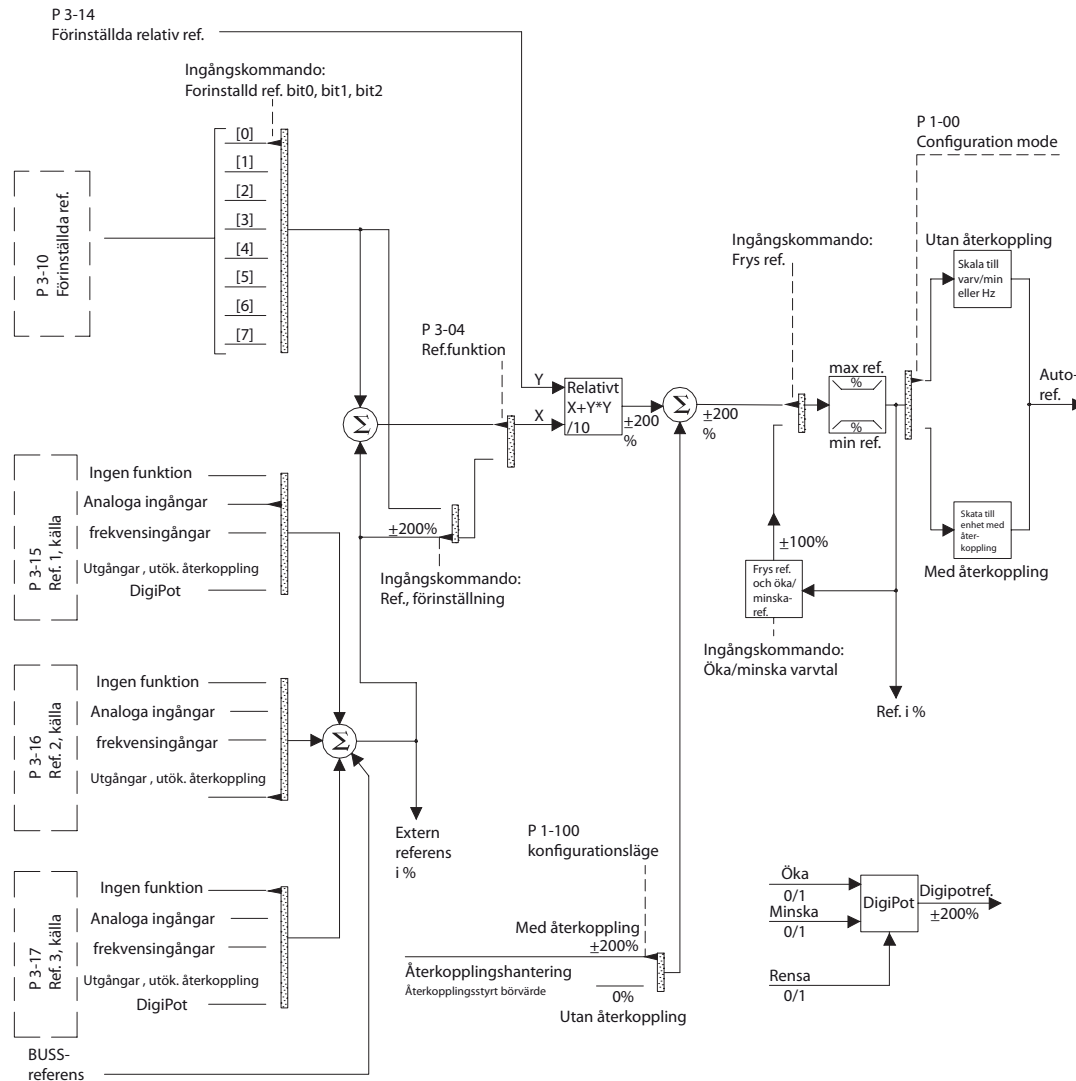 P 3-14
Förinställda relativ ref.
Ingångskommando:
Forinstalld ref. bit0, bit1, bit2
[0]
[1]
[2]
[3]
[4]
[5]
[6]
[7]
P 3-10
Förinställda ref.
P 1-00
Configuration mode
Ingångskommando:
Frys ref.
Utan återkoppling
Skala till
varv/min
eller Hz
P 3-04
Ref.funktion
Y
X
Relativt
X+Y*Y
/10
±200
%
Σ
±200
%
max ref.
%
%
min ref.
Auto-
ref.
Σ
±200%
Ingångskommando:
Ref., förinställning
±100%
Frys ref.
och öka/
minska-
ref.
Ingångskommando:
Öka/minska varvtal
Skata till
enhet med
åter-
koppling
Med återkoppling
Ref. i %
P 3-15
Ref. 1, källa
Ingen funktion
Analoga ingångar
frekvensingångar
Utgångar , utök. återkoppling
DigiPot
P 3-16
Ref. 2, källa
Ingen funktion
Analoga ingångar
frekvensingångar
Utgångar , utök. återkoppling
Σ
Extern
referens
i %
P 3-17
Ref. 3, källa
Ingen funktion
Analoga ingångar
frekvensingångar
Utgångar , utök. återkoppling
DigiPot
BUSS-
referens
P 1-100
konfigurationsläge
Med återkoppling
±200%
Återkopplingshantering
Återkopplingsstyrt börvärde
0%
Utan återkoppling
Öka
0/1
Minska
0/1
Rensa
0/1
DigiPot
Digipotref.
±200%